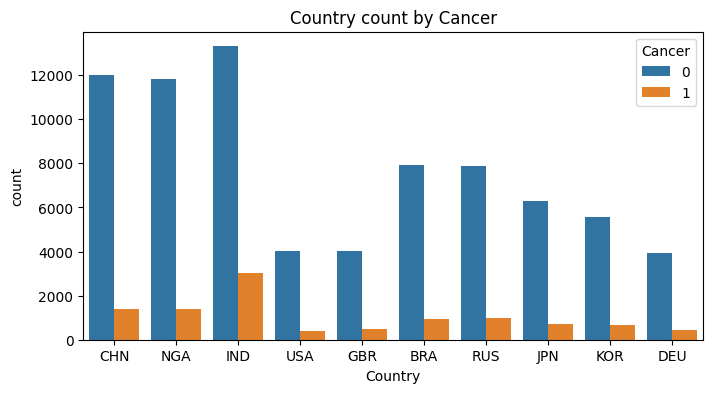 Country count by Cancer
Cancer
0
1
count
12000
10000
8000
6000
4000
2000
0
CHN NGA IND USA GBR BRA RUS JPN KOR DEU
Country